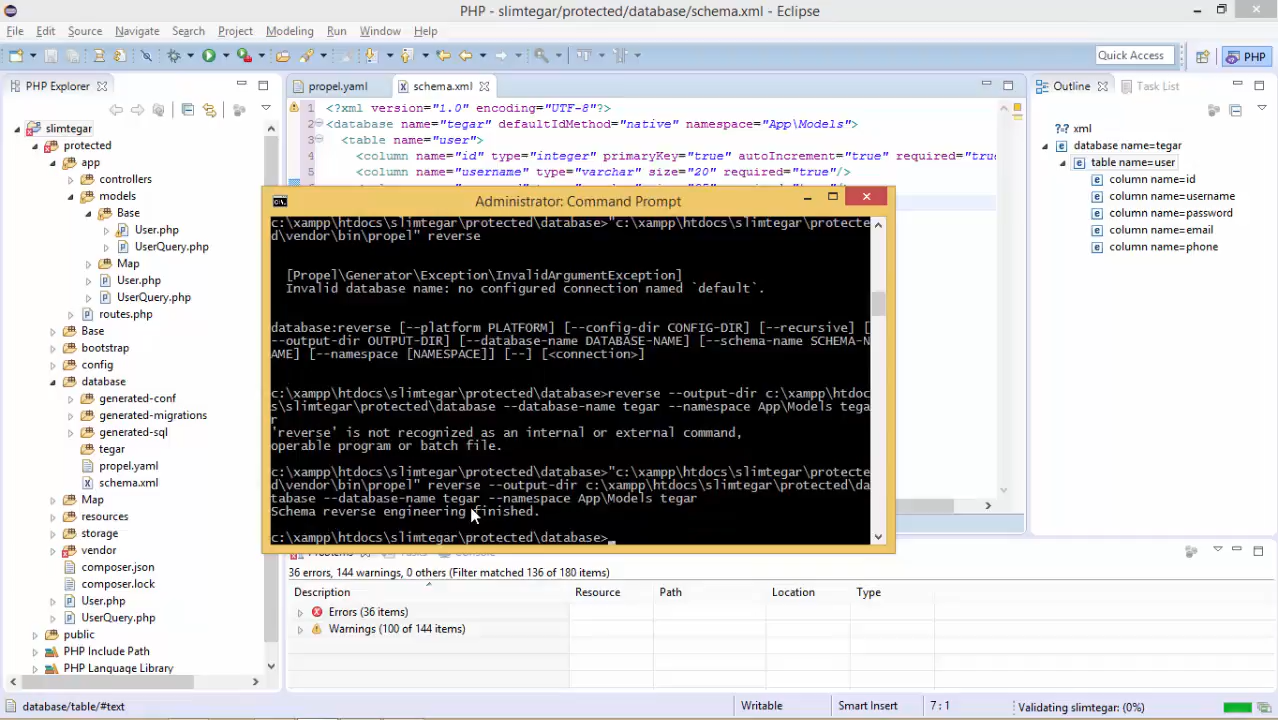 PHP - slimtegar/protected/database/schema.xml - Eclipse
File Edit Source Navigate Search Project Modeling Run Window Help
Quick Access
PHP
PHP Explorer
slimtegar
protected
app
controllers
models
Base
User.php
UserQuery.php
Map
User.php
UserQuery.php
routes.php
Base
bootstrap
config
database
generated-conf
generated-migrations
generated-sql
tegar
propel.yaml
schema.xml
Map
resources
storage
vendor
composer.json
composer.lock
User.php
UserQuery.php
public
PHP Include Path
PHP Language Library
propel.yaml
schema.xml
1 <?xml version="1.0" encoding="UTF-8"?>
2 <database name="tegar" defaultIdMethod="native" namespace="App\Models">
3 <table name="user">
4 <column name="id" type="integer" primaryKey="true" autoIncrement="true" required="true"
5 <column name="username" type="varchar" size="20" required="true"/>
Administrator: Command Prompt
c:\xampp\htdocs\slimtegar\protected\database>"c:\xampp\htdocs\slimtegar\protecte
d\vendor\bin\propel" reverse
[Propel\Generator\Exception\InvalidArgumentException]
Invalid database name: no configured connection named `default`.
database:reverse [--platform PLATFORM] [--config-dir CONFIG-DIR] [--recursive] [
--output-dir OUTPUT-DIR] [--database-name DATABASE-NAME] [--schema-name SCHEMA-N
AME] [--namespace [NAMESPACE]] [--] [<connection>]
c:\xampp\htdocs\slimtegar\protected\database>reverse --output-dir c:\xampp\htdoc
s\slimtegar\protected\database --database-name tegar --namespace App\Models tega
r
'reverse' is not recognized as an internal or external command,
operable program or batch file.
c:\xampp\htdocs\slimtegar\protected\database>"c:\xampp\htdocs\slimtegar\protecte
d\vendor\bin\propel" reverse --output-dir c:\xampp\htdocs\slimtegar\protected\da
tabase --database-name tegar --namespace App\Models tegar
Schema reverse engineering finished.
c:\xampp\htdocs\slimtegar\protected\database>
Outline
Task List
xml
database name=tegar
table name=user
column name=id
column name=username
column name=password
column name=email
column name=phone
36 errors, 144 warnings, 0 others (Filter matched 136 of 180 items)
Description Resource Path Location Type
Errors (36 items)
Warnings (100 of 144 items)
database/table/#text
Writable
Smart Insert
7 : 1
Validating slimtegar: (0%)